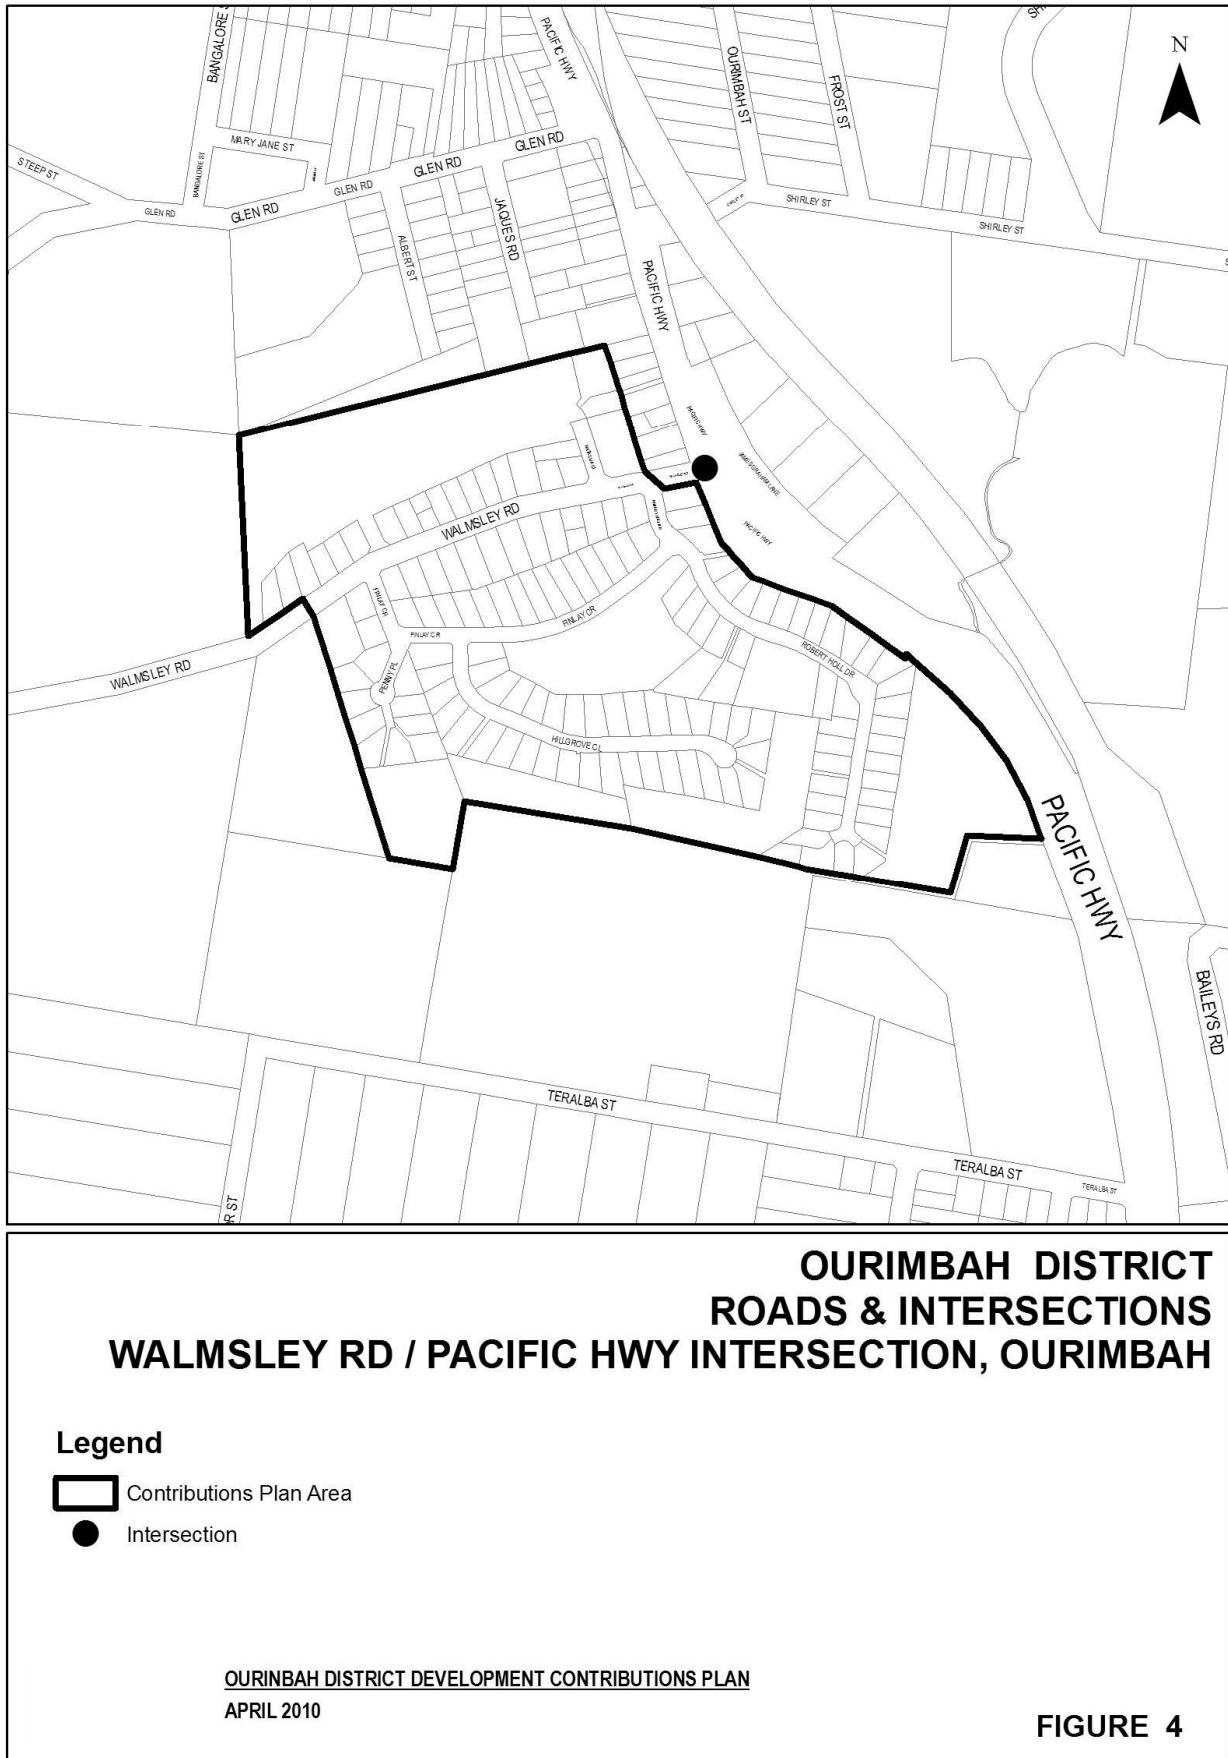 BANGALORE S
PACIFIC HWY
OURIMBAH ST
FROST ST
N
MARY JANE ST
STEEP ST
BANGALORE ST
GLEN RD
GLEN RD
GLEN RD
GLEN RD
GLEN RD
SHIRLEY ST
SHIRLEY ST
ALBERT ST
JAQUES RD
PACIFIC HWY
PACIFIC HWY
PACIFIC HWY
WALMSLEY RD
FINLAY CR
FINLAY CR
FINLAY CR
PENNY PL
ROBERT HOLL DR
WALMSLEY RD
HILLGROVE CL
PACIFIC HWY
BAILEYS RD
TERALBA ST
TERALBA ST
TERALBA ST
R ST
OURIMBAH DISTRICT
ROADS & INTERSECTIONS
WALMSLEY RD / PACIFIC HWY INTERSECTION, OURIMBAH
Legend
Contributions Plan Area
Intersection
OURINBAH DISTRICT DEVELOPMENT CONTRIBUTIONS PLAN
APRIL 2010
FIGURE 4